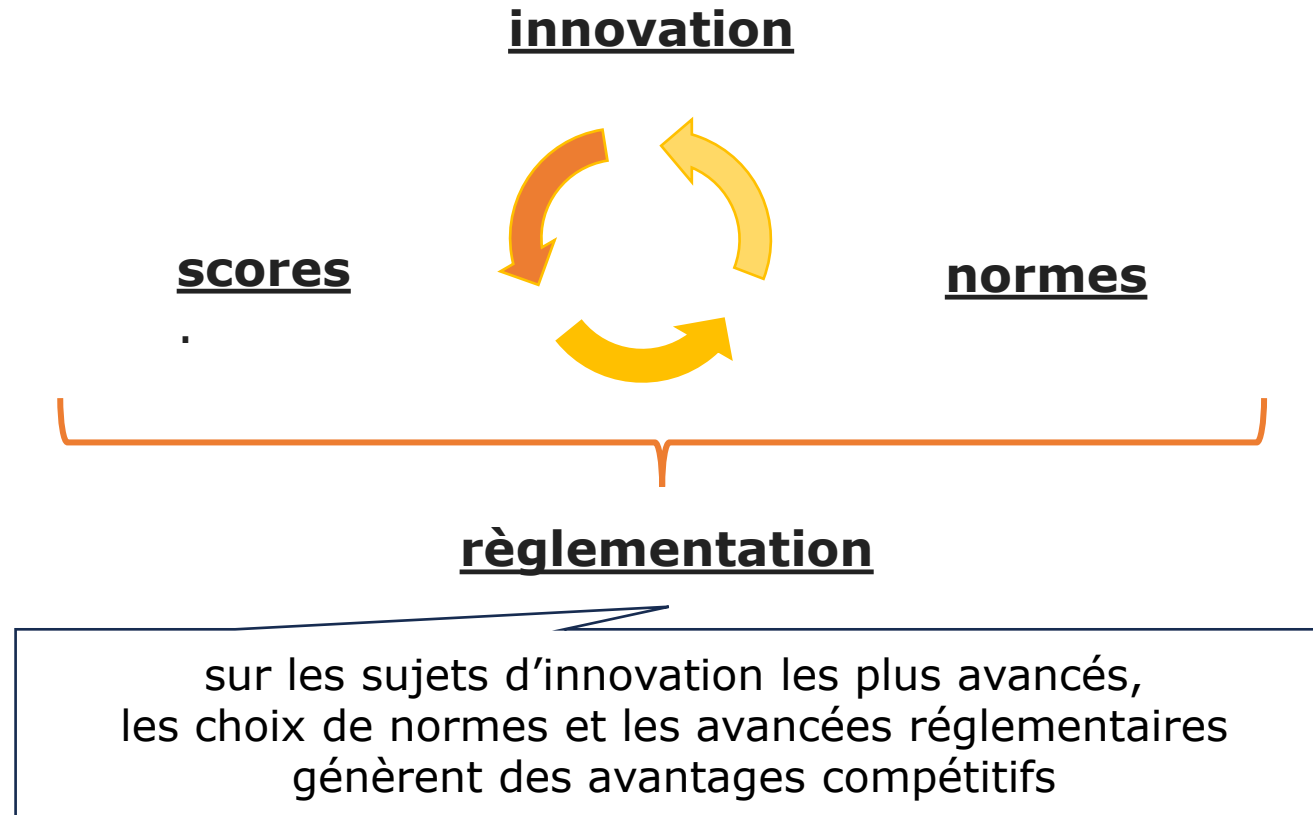 innovation
scores
.
normes
règlementation
sur les sujets d’innovation les plus avancés,
les choix de normes et les avancées réglementaires
génèrent des avantages compétitifs